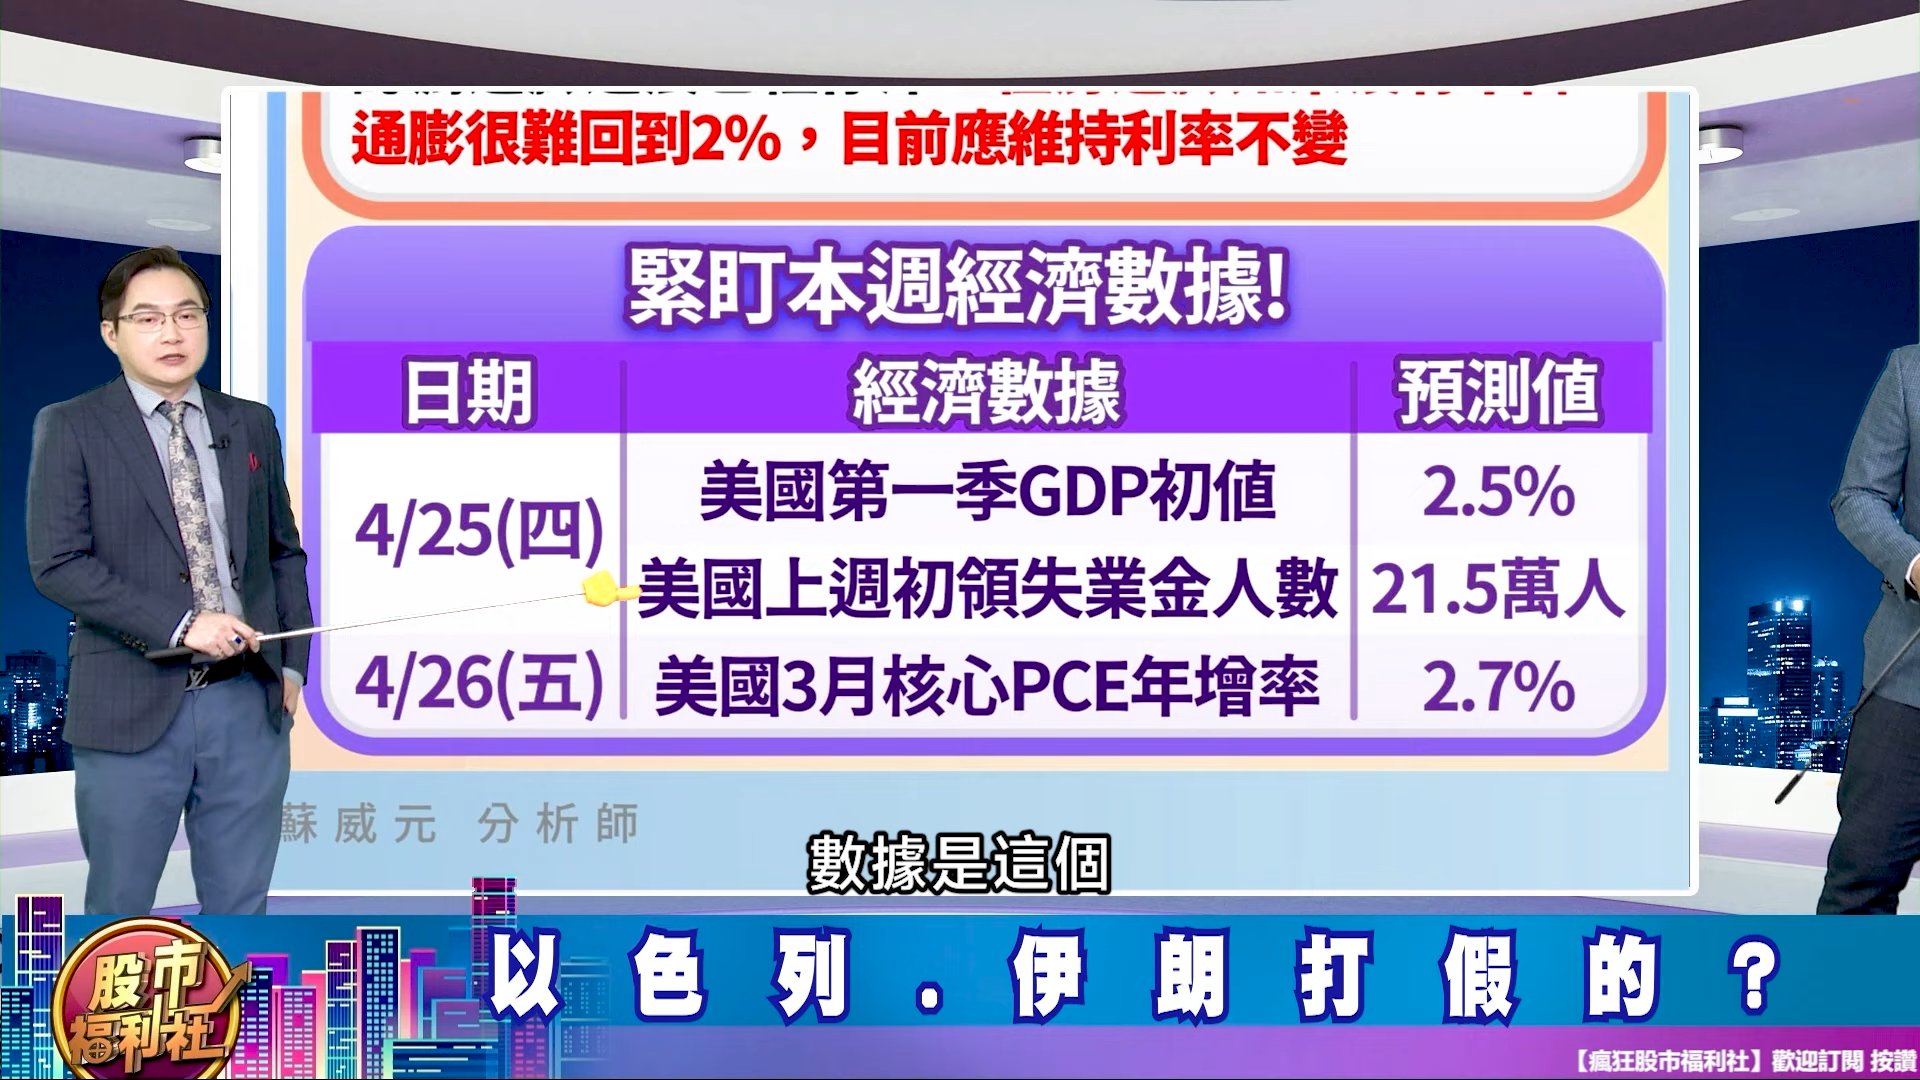 通膨很難回到2%，目前應維持利率不變
緊盯本週經濟數據!
日期 經濟數據 預測值
4/25(四) 美國第一季GDP初值 2.5%
美國上週初領失業金人數 21.5萬人
4/26(五) 美國3月核心PCE年增率 2.7%
蘇威元 分析師
數據是這個
以色列.伊朗打假的？
股市
福利社
【瘋狂股市福利社】歡迎訂閱 按讚